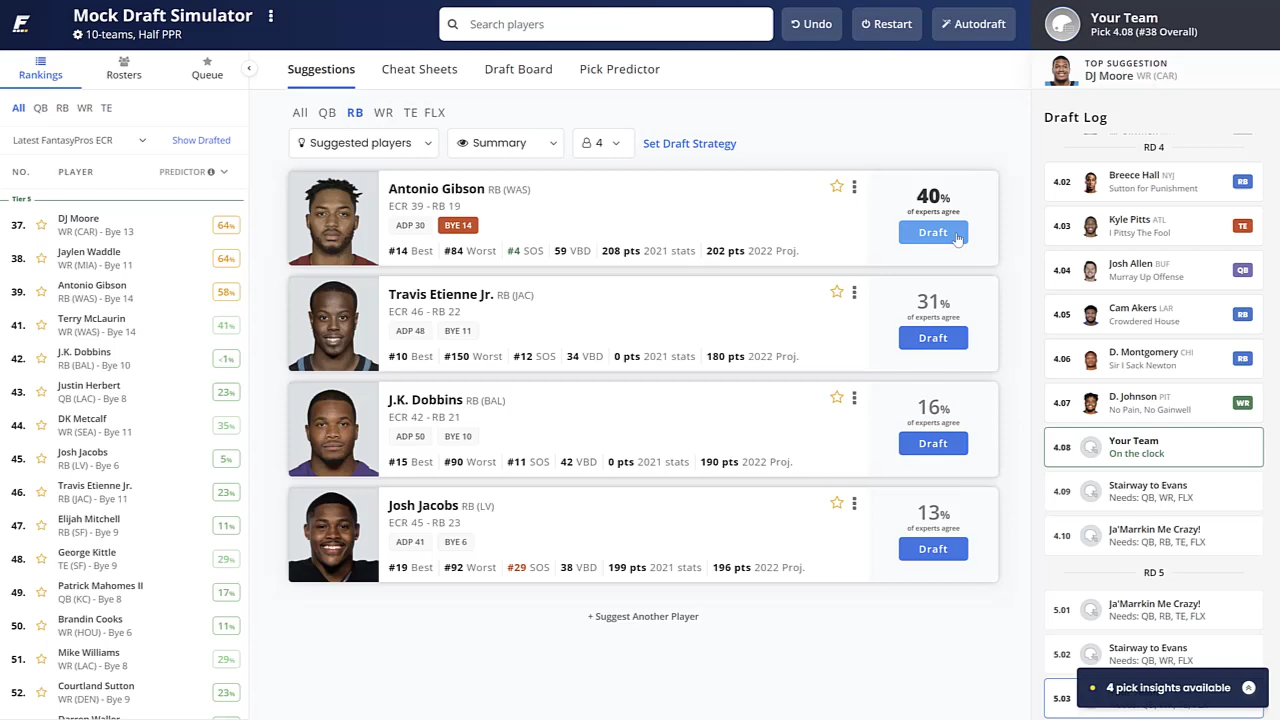 Mock Draft Simulator
10-teams, Half PPR
Search players
Undo
Restart
Autodraft
Your Team
Pick 4.08 (#38 Overall)
Rankings
Rosters
Queue
Suggestions
Cheat Sheets
Draft Board
Pick Predictor
TOP SUGGESTION
DJ Moore WR (CAR)
All QB RB WR TE
Latest FantasyPros ECR
Show Drafted
NO. PLAYER PREDICTOR
Tier 5
37. DJ Moore 64%
WR (CAR) - Bye 13
38. Jaylen Waddle 64%
WR (MIA) - Bye 11
39. Antonio Gibson 58%
RB (WAS) - Bye 14
41. Terry McLaurin 41%
WR (WAS) - Bye 14
42. J.K. Dobbins <1%
RB (BAL) - Bye 10
43. Justin Herbert 23%
QB (LAC) - Bye 8
44. DK Metcalf 35%
WR (SEA) - Bye 11
45. Josh Jacobs 5%
RB (LV) - Bye 6
46. Travis Etienne Jr. 23%
RB (JAC) - Bye 11
47. Elijah Mitchell 11%
RB (SF) - Bye 9
48. George Kittle 29%
TE (SF) - Bye 9
49. Patrick Mahomes II 17%
QB (KC) - Bye 8
50. Brandin Cooks 11%
WR (HOU) - Bye 6
51. Mike Williams 29%
WR (LAC) - Bye 8
52. Courtland Sutton 23%
WR (DEN) - Bye 9
Darren Waller
All QB RB WR TE FLX
Suggested players
Summary
4
Set Draft Strategy
Antonio Gibson RB (WAS)
ECR 39 - RB 19
ADP 30 BYE 14
#14 Best #84 Worst #4 SOS 59 VBD 208 pts 2021 stats 202 pts 2022 Proj.
40%
of experts agree
Draft
Travis Etienne Jr. RB (JAC)
ECR 46 - RB 22
ADP 48 BYE 11
#10 Best #150 Worst #12 SOS 34 VBD 0 pts 2021 stats 180 pts 2022 Proj.
31%
of experts agree
Draft
J.K. Dobbins RB (BAL)
ECR 42 - RB 21
ADP 50 BYE 10
#15 Best #90 Worst #11 SOS 42 VBD 0 pts 2021 stats 190 pts 2022 Proj.
16%
of experts agree
Draft
Josh Jacobs RB (LV)
ECR 45 - RB 23
ADP 41 BYE 6
#19 Best #92 Worst #29 SOS 38 VBD 199 pts 2021 stats 196 pts 2022 Proj.
13%
of experts agree
Draft
+ Suggest Another Player
Draft Log
RD 4
4.02 Breece Hall NYJ RB
Sutton for Punishment
4.03 Kyle Pitts ATL TE
I Pittsy The Fool
4.04 Josh Allen BUF QB
Murray Up Offense
4.05 Cam Akers LAR RB
Crowdered House
4.06 D. Montgomery CHI RB
Sir I Sack Newton
4.07 D. Johnson PIT WR
No Pain, No Gainwell
4.08 Your Team
On the clock
4.09 Stairway to Evans
Needs: QB, WR, FLX
4.10 Ja'Marrkin Me Crazy!
Needs: QB, RB, TE, FLX
RD 5
5.01 Ja'Marrkin Me Crazy!
Needs: QB, RB, TE, FLX
5.02 Stairway to Evans
Needs: QB, WR, FLX
5.03
4 pick insights available